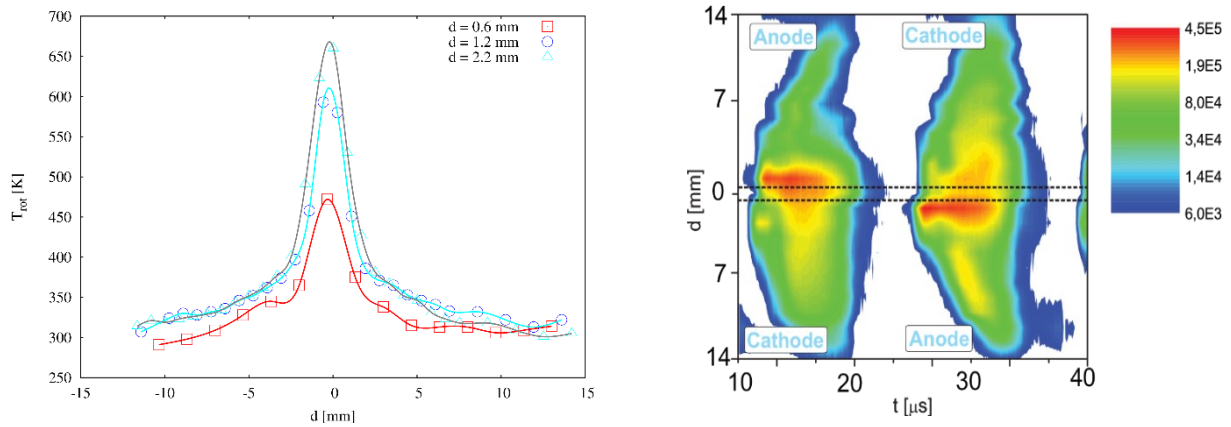 700
650
600
550
500
450
400
350
300
250
T_rot [K]
-15
-10
-5
0
5
10
15
d [mm]
d = 0.6 mm
d = 1.2 mm
d = 2.2 mm
14
7
0
7
14
d [mm]
Anode
Cathode
Cathode
Anode
10
20
30
40
t [μs]
4,5E5
1,9E5
8,0E4
3,4E4
1,4E4
6,0E3